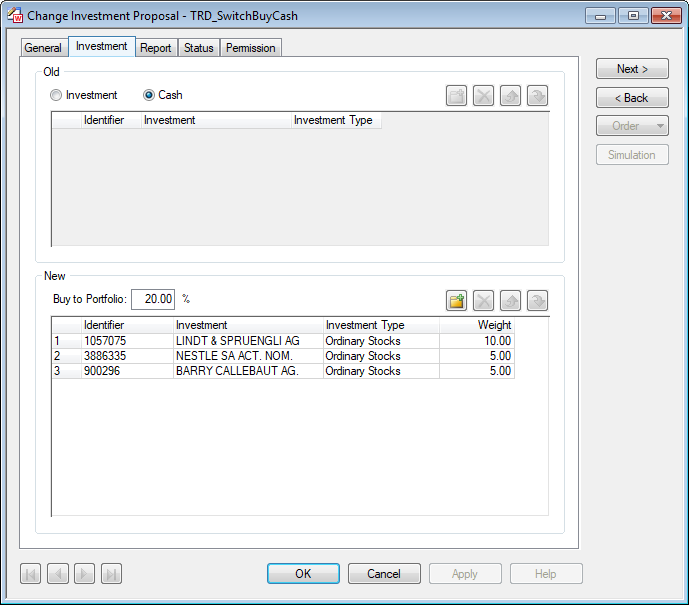 Change Investment Proposal - TRD_SwitchBuyCash
General Investment Report Status Permission
Old
Investment Cash
Identifier Investment Investment Type
New
Buy to Portfolio: 20.00 %
Identifier Investment Investment Type Weight
1 1057075 LINDT & SPRUENGLI AG Ordinary Stocks 10.00
2 3886335 NESTLE SA ACT. NOM. Ordinary Stocks 5.00
3 900296 BARRY CALLEBAUT AG. Ordinary Stocks 5.00
Next >
< Back
Order
Simulation
OK Cancel Apply Help